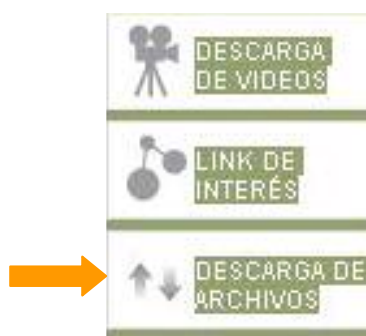 DESCARGA
DE VIDEOS
LINK DE
INTERÉS
DESCARGA DE
ARCHIVOS